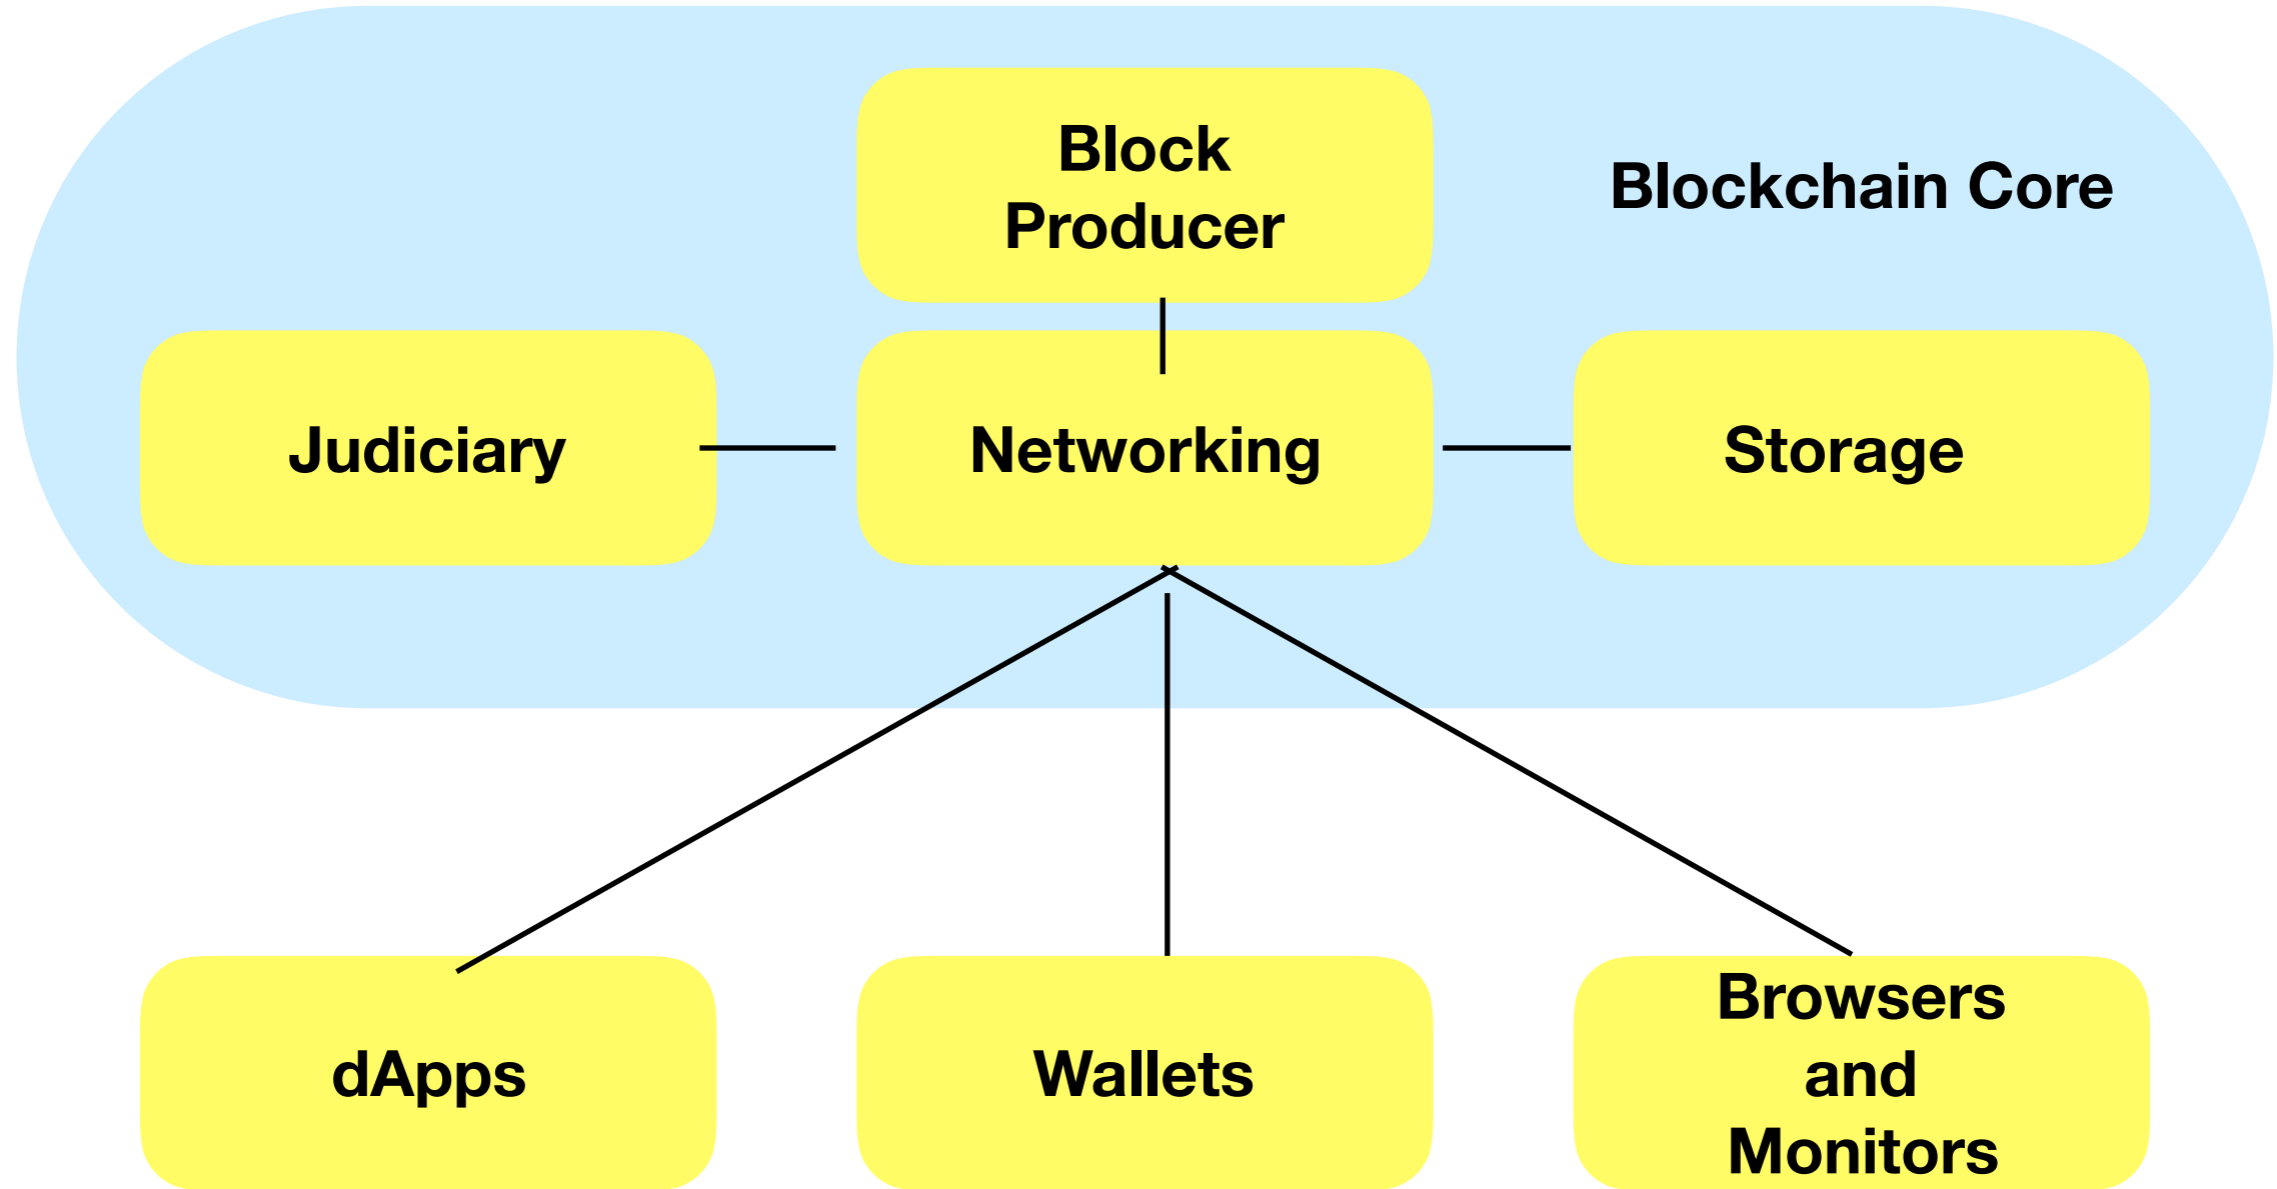 Block
Producer
Blockchain Core
Judiciary
Networking
Storage
dApps
Wallets
Browsers
and
Monitors